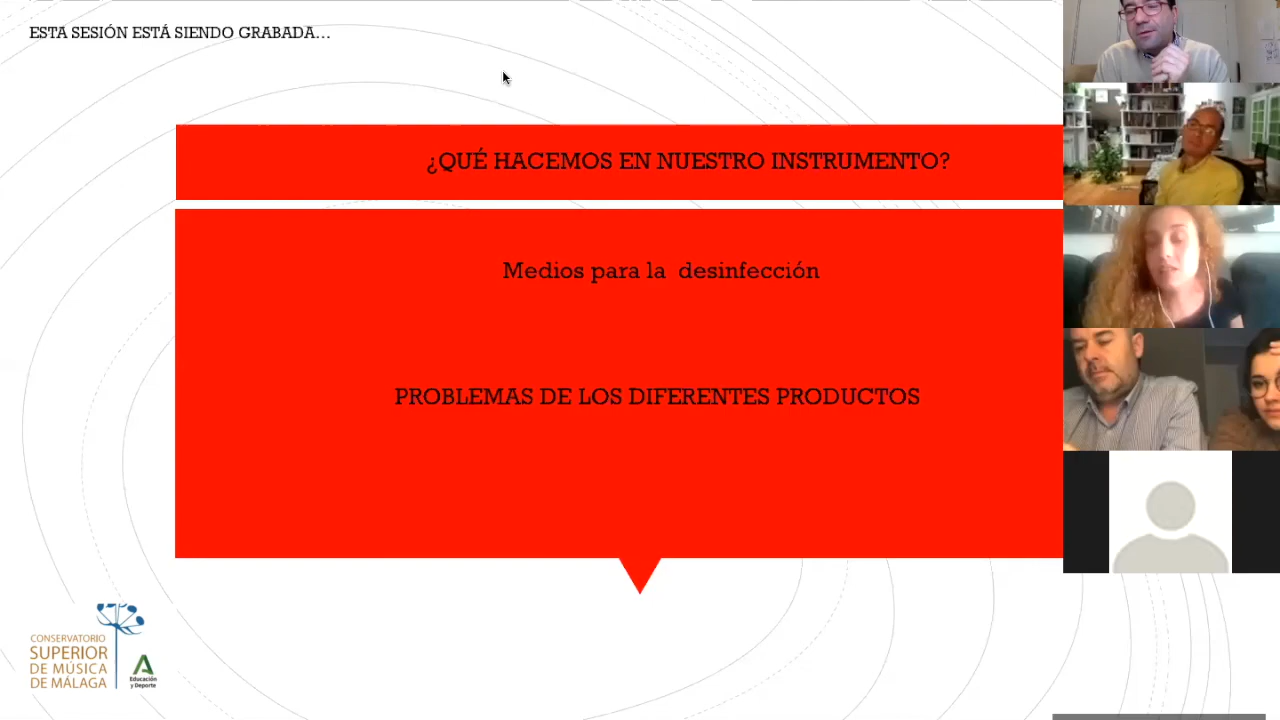 ESTA SESIÓN ESTÁ SIENDO GRABADA...
¿QUÉ HACEMOS EN NUESTRO INSTRUMENTO?
Medios para la desinfección
PROBLEMAS DE LOS DIFERENTES PRODUCTOS
CONSERVATORIO
SUPERIOR
DE MÚSICA
DE MÁLAGA
Educación
y Deporte